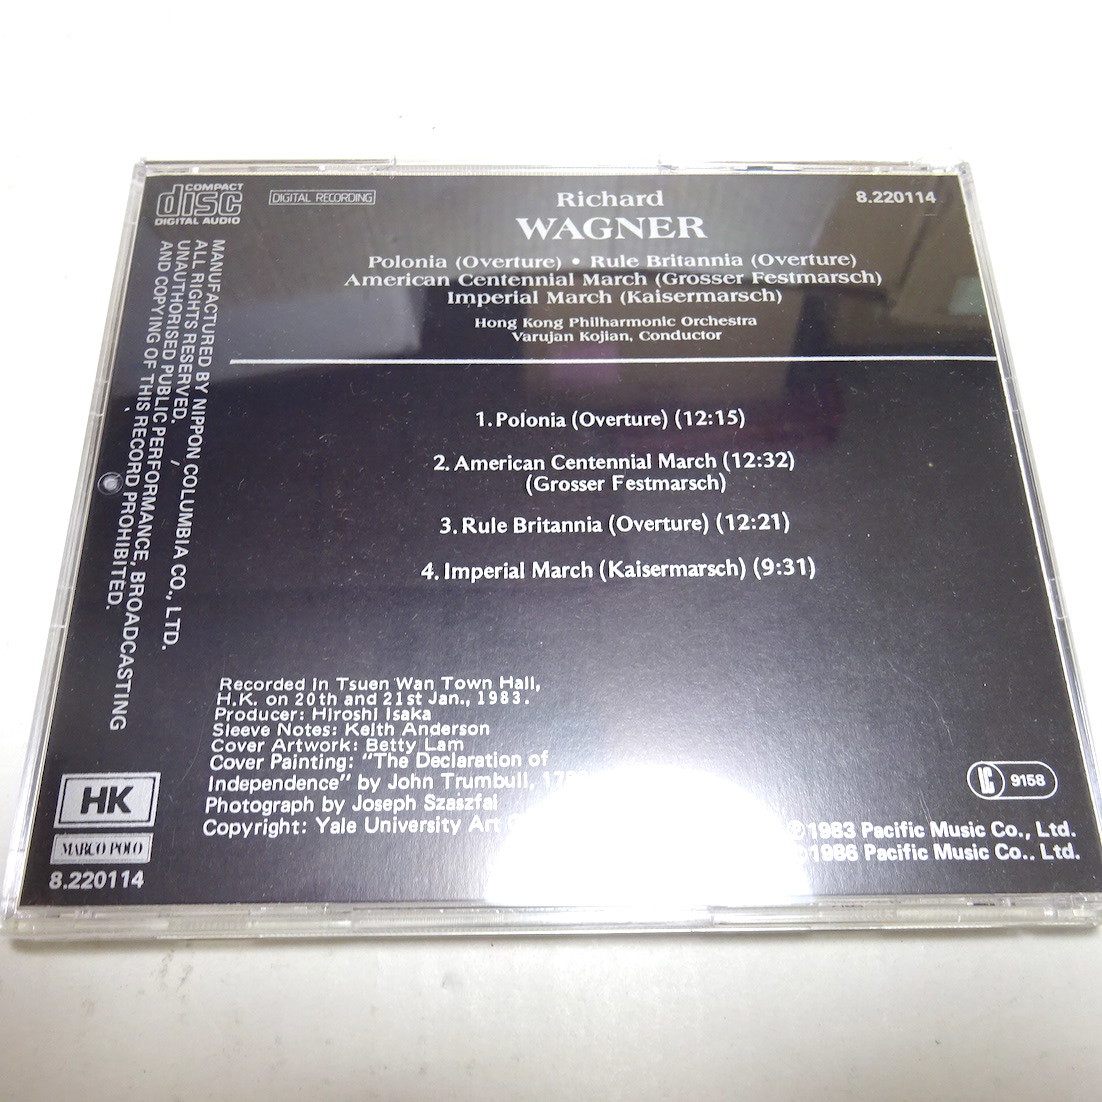 COMPACT
disc
DIGITAL AUDIO
DIGITAL RECORDING
Richard
WAGNER
8.220114
Polonia (Overture) • Rule Britannia (Overture)
American Centennial March (Grosser Festmarsch)
Imperial March (Kaisermarsch)
Hong Kong Philharmonic Orchestra
Varujan Kojian, Conductor
MANUFACTURED BY NIPPON COLUMBIA CO., LTD.
ALL RIGHTS RESERVED.
UNAUTHORISED PUBLIC PERFORMANCE, BROADCASTING
AND COPYING OF THIS RECORD PROHIBITED.
1. Polonia (Overture) (12:15)
2. American Centennial March (12:32)
(Grosser Festmarsch)
3. Rule Britannia (Overture) (12:21)
4. Imperial March (Kaisermarsch) (9:31)
Recorded in Tsuen Wan Town Hall,
H.K. on 20th and 21st Jan., 1983.
Producer: Hiroshi Isaka
Sleeve Notes: Keith Anderson
Cover Artwork: Betty Lam
Cover Painting: "The Declaration of
Independence" by John Trumbull,
Photograph by Joseph Szaszfai
Copyright: Yale University Art
HK
MARCO POLO
8.220114
LC 9158
℗1983 Pacific Music Co., Ltd.
1986 Pacific Music Co.. Ltd.